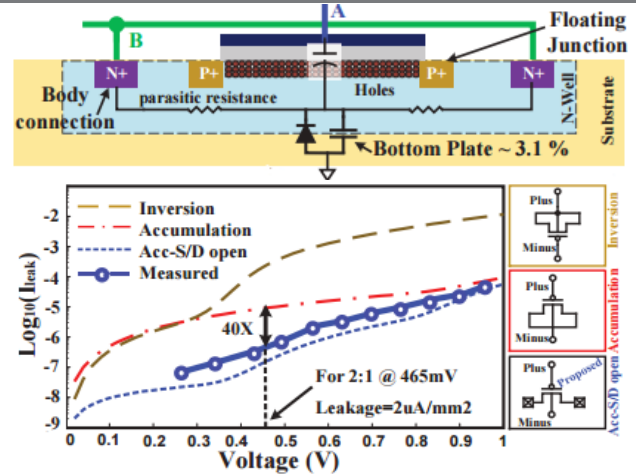 A
Floating
Junction
B
N+
P+
P+
N+
Holes
Body
connection
parasitic resistance
N-Well
Substrate
Bottom Plate ~ 3.1 %
Log10(Ileak)
-2
-3
-4
-5
-6
-7
-8
-9
Inversion
Accumulation
Acc-S/D open
Measured
40X
For 2:1 @ 465mV
Leakage=2uA/mm2
0
0.1
0.2
0.3
0.4
0.5
0.6
0.7
0.8
0.9
1
Voltage (V)
Plus
Minus
Inversion
Plus
Minus
Accumulation
Plus
Proposed
Minus
Acc-S/D open